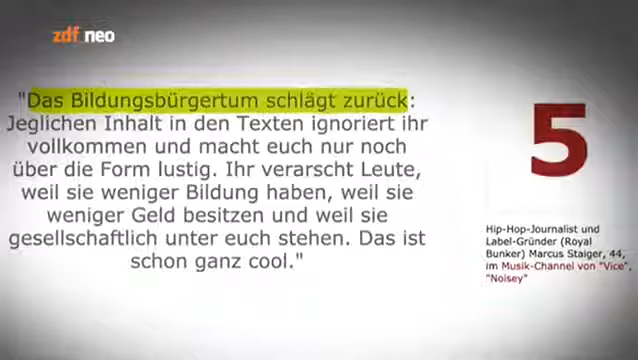 zdf_neo
"Das Bildungsbürgertum schlägt zurück:
Jeglichen Inhalt in den Texten ignoriert ihr
vollkommen und macht euch nur noch
über die Form lustig. Ihr verarscht Leute,
weil sie weniger Bildung haben, weil sie
weniger Geld besitzen und weil sie
gesellschaftlich unter euch stehen. Das ist
schon ganz cool."
5
Hip-Hop-Journalist und
Label-Gründer (Royal
Bunker) Marcus Staiger, 44,
im Musik-Channel von "Vice",
"Noisey"